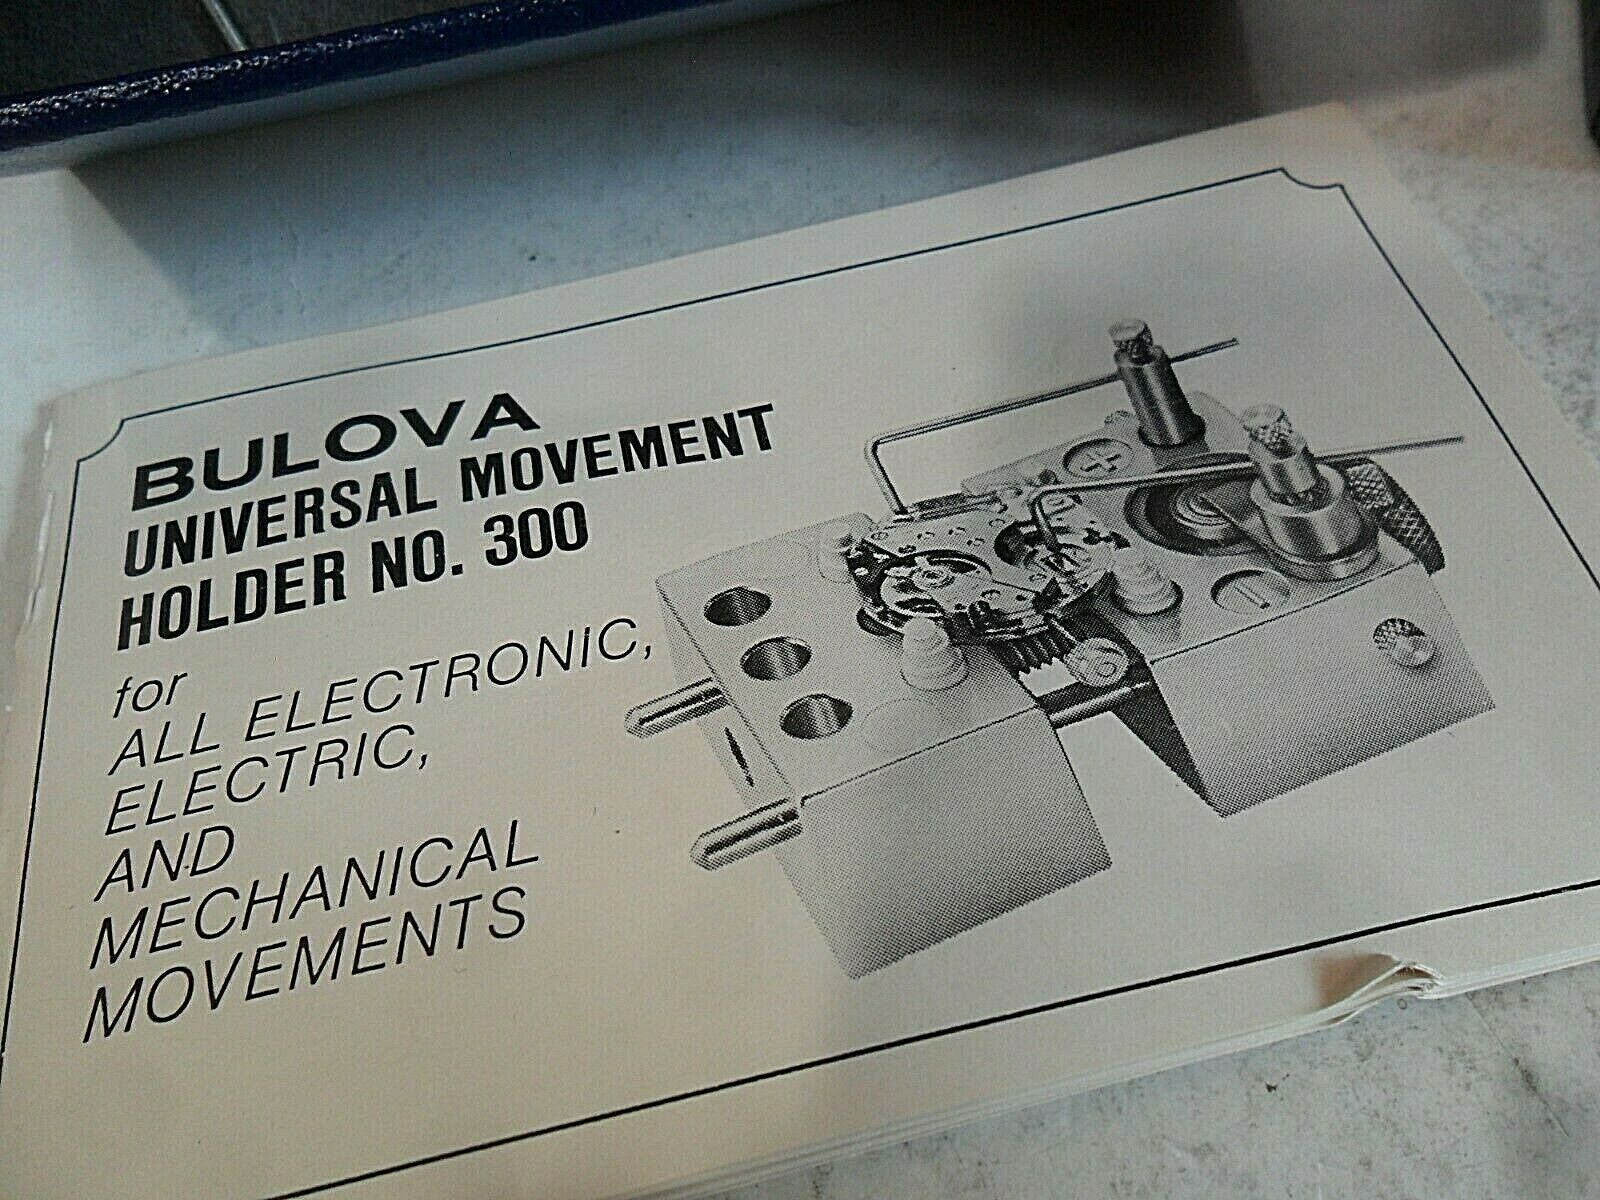 BULOVA
UNIVERSAL MOVEMENT
HOLDER NO. 300
for
ALL ELECTRONIC,
ELECTRIC,
AND
MECHANICAL
MOVEMENTS
+
−